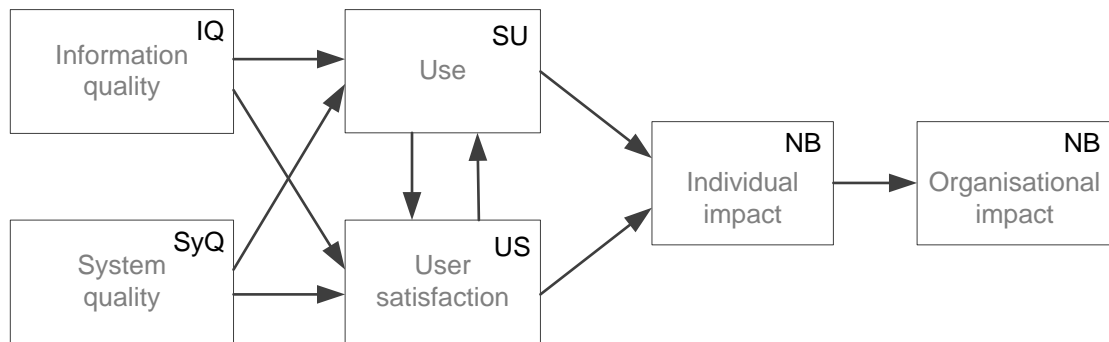 IQ
Information
quality
SU
Use
NB
Individual
impact
NB
Organisational
impact
SyQ
System
quality
US
User
satisfaction